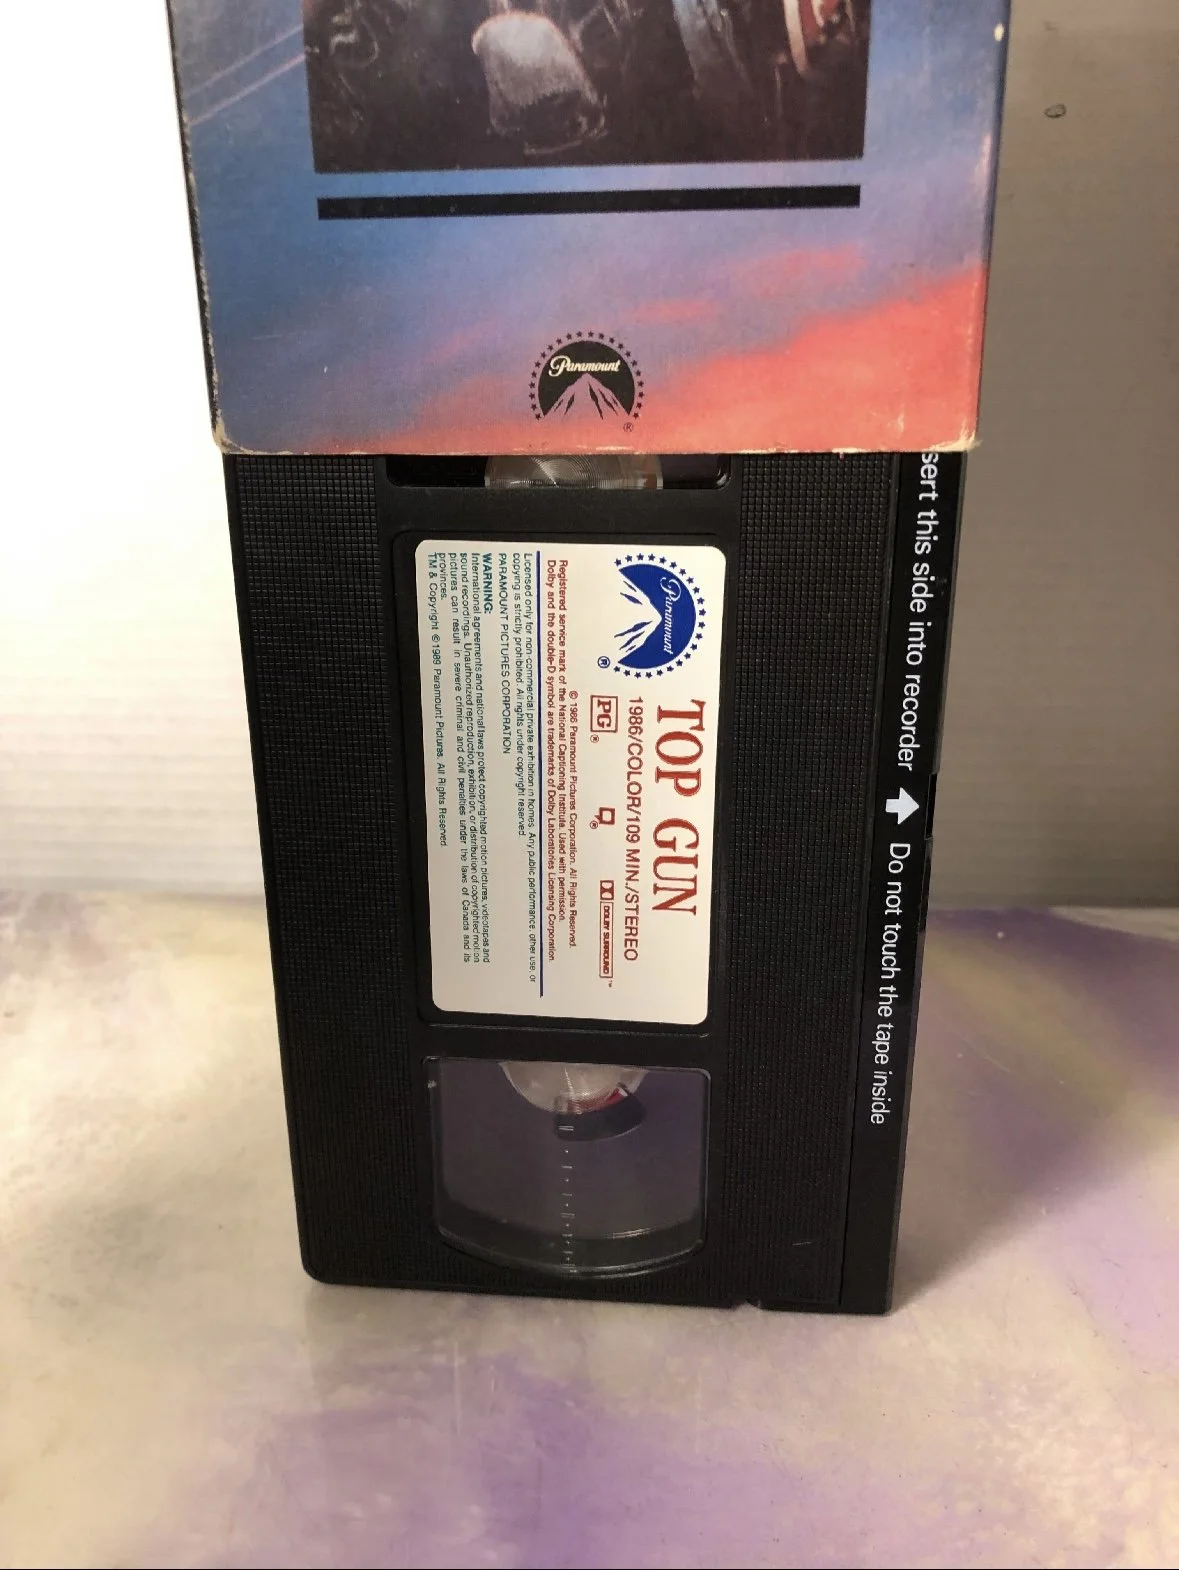 Paramount
®
sert this side into recorder
Do not touch the tape inside
Paramount
®
TOP GUN
1986/COLOR/109 MIN./STEREO
PG ®
®
DOLBY SURROUND ™
© 1986 Paramount Pictures Corporation. All Rights Reserved.
Registered service mark of the National Captioning Institute. Used with permission.
Dolby and the double-D symbol are trademarks of Dolby Laboratories Licensing Corporation.
Licensed only for non-commercial private exhibition in homes. Any public performance, other use, or
copying is strictly prohibited. All rights under copyright reserved.
PARAMOUNT PICTURES CORPORATION
WARNING:
International agreements and national laws protect copyrighted motion pictures, videotapes and
sound recordings. Unauthorized reproduction, exhibition, or distribution of copyrighted motion
pictures can result in severe criminal and civil penalties under the laws of Canada and its
provinces.
TM & Copyright © 1989 Paramount Pictures. All Rights Reserved.